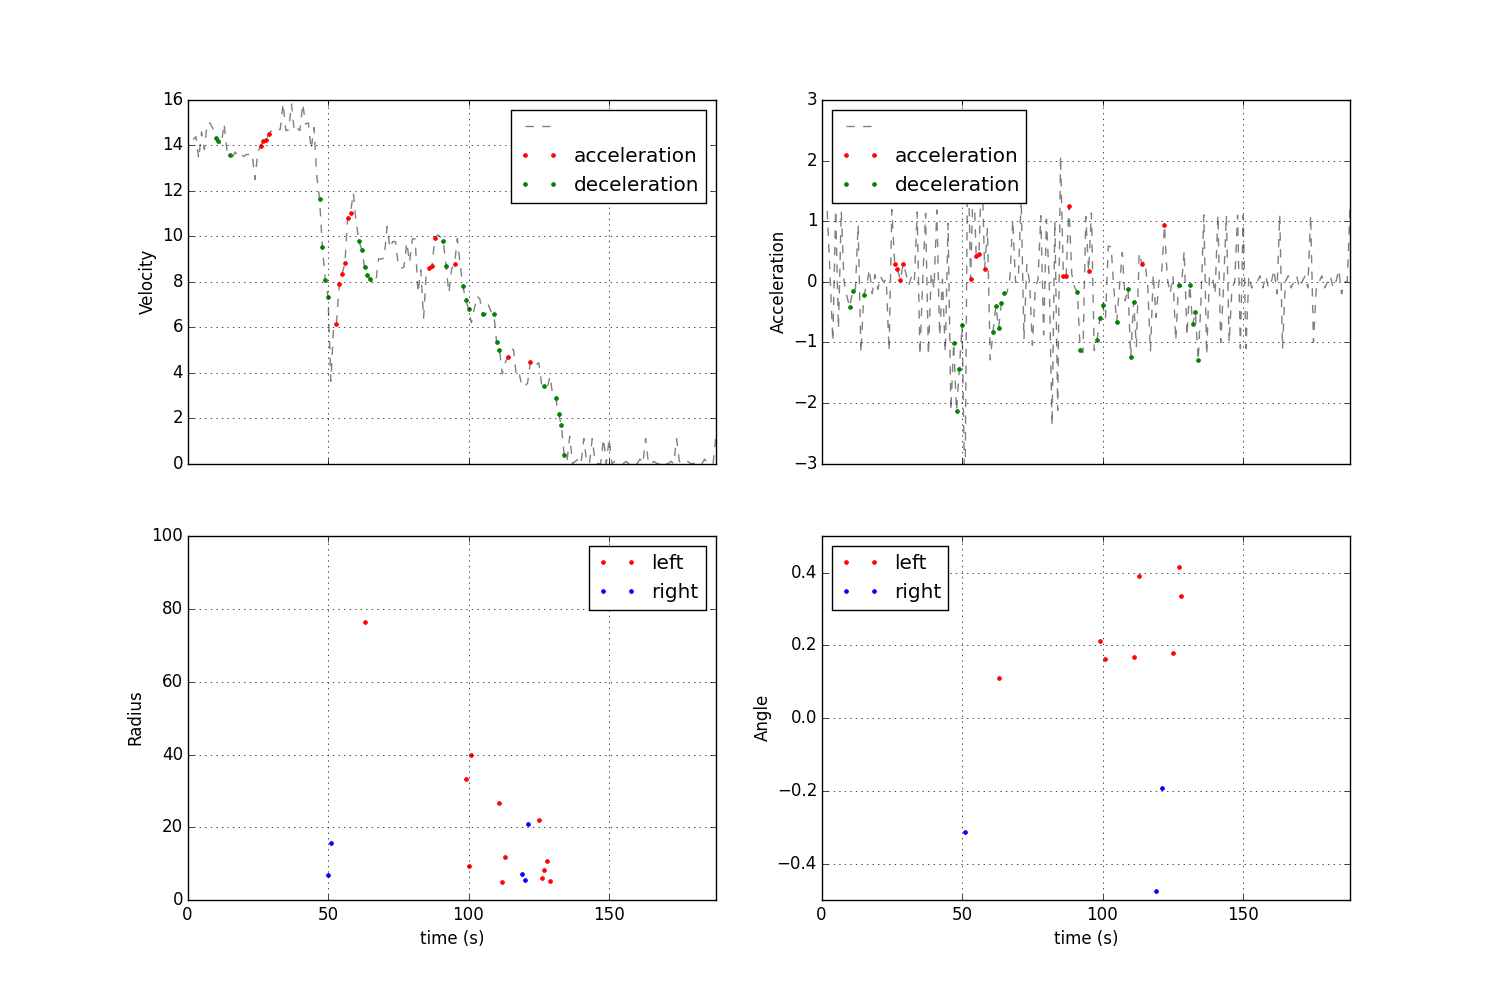 16
14
12
10
8
6
4
2
0
Velocity
acceleration
deceleration
3
2
1
0
−1
−2
−3
Acceleration
acceleration
deceleration
100
80
60
40
20
0
Radius
left
right
0 50 100 150
time (s)
0.4
0.2
0.0
−0.2
−0.4
Angle
left
right
0 50 100 150
time (s)